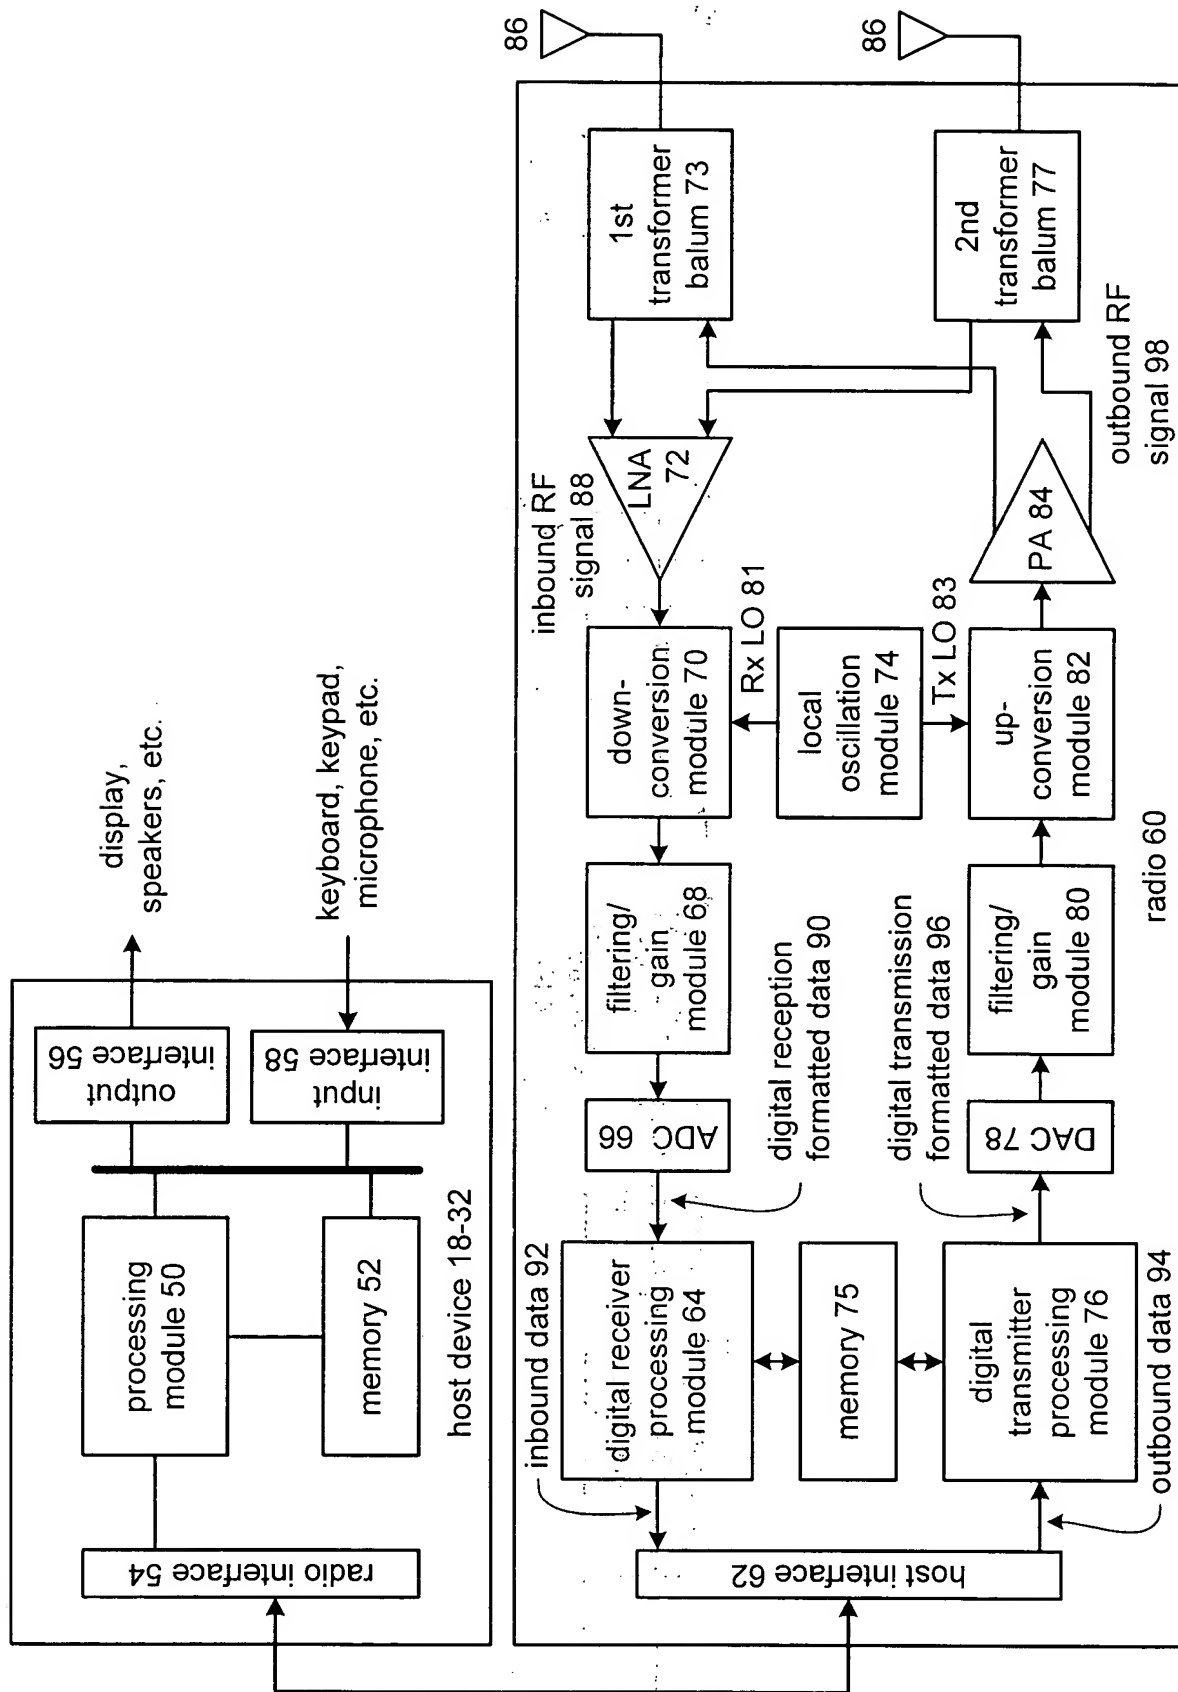 radio interface 54
processing
module 50
memory 52
output
interface 56
input
interface 58
display,
speakers, etc.
keyboard, keypad,
microphone, etc.
host device 18-32
host interface 62
inbound data 92
digital receiver
processing
module 64
memory 75
digital
transmitter
processing
module 76
outbound data 94
ADC
66
digital reception
formatted data 90
digital transmission
formatted data 96
DAC 78
filtering/
gain
module 68
filtering/
gain
module 80
down-
conversion
module 70
Rx LO 81
local
oscillation
module 74
Tx LO 83
up-
conversion
module 82
inbound RF
signal 88
LNA
72
PA 84
outbound RF
signal 98
1st
transformer
balum 73
2nd
transformer
balum 77
86
86
radio 60